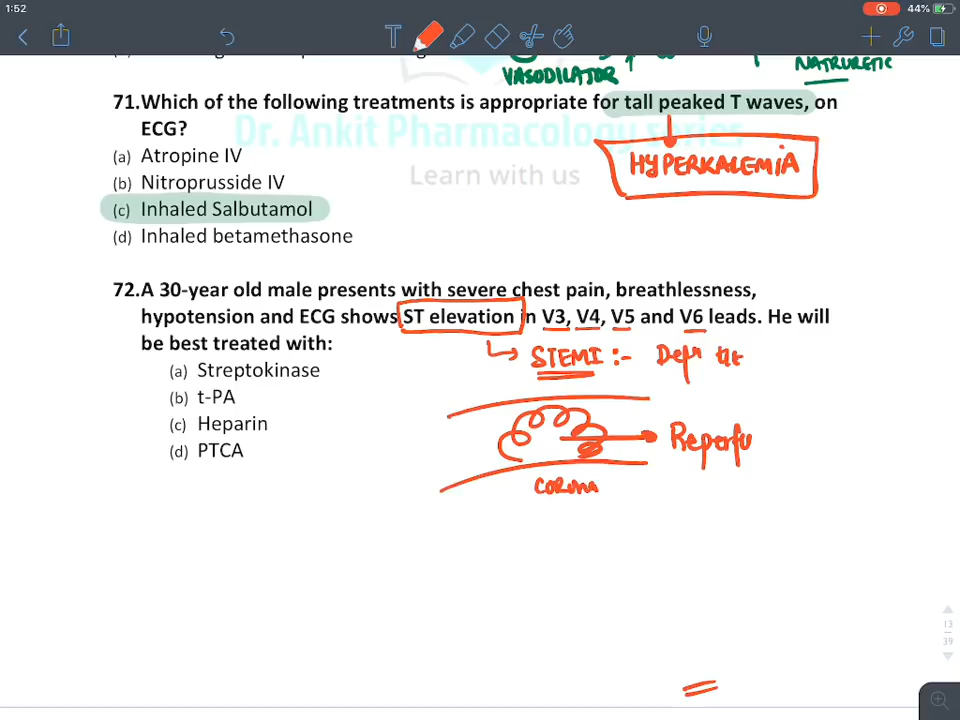 1:52
44%
T
VASODILATOR
NATRURETIC
71.Which of the following treatments is appropriate for tall peaked T waves, on
ECG?
Dr. Ankit Pharmacology series
HYPERKALEMIA
(a) Atropine IV
Learn with us
(b) Nitroprusside IV
(c) Inhaled Salbutamol
(d) Inhaled betamethasone
72.A 30-year old male presents with severe chest pain, breathlessness,
hypotension and ECG shows ST elevation in V3, V4, V5 and V6 leads. He will
be best treated with:
STEMI :-
(a) Streptokinase
(b) t-PA
(c) Heparin
Reperfu
(d) PTCA
13
39